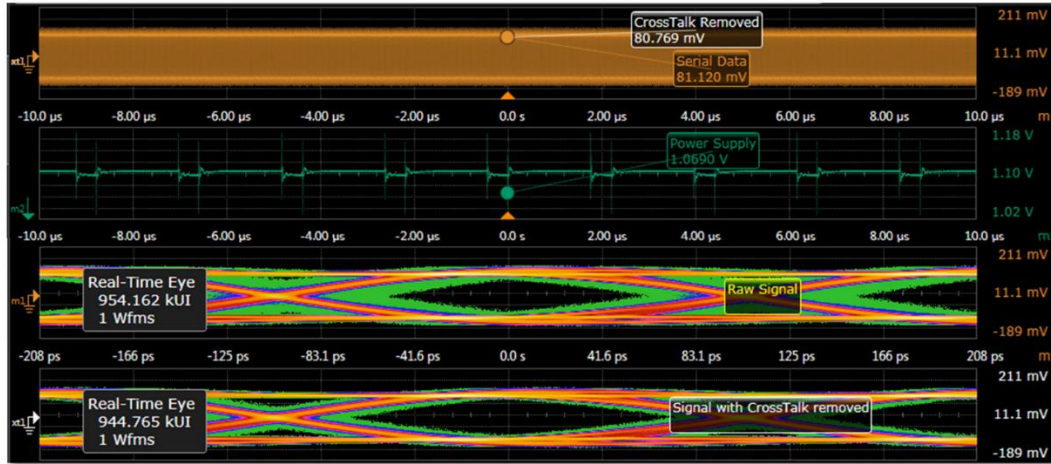 211 mV
CrossTalk Removed
80.769 mV
xt1
11.1 mV
Serial Data
81.120 mV
-189 mV
-10.0 µs -8.00 µs -6.00 µs -4.00 µs -2.00 µs 0.0 s 2.00 µs 4.00 µs 6.00 µs 8.00 µs 10.0 µs m
1.18 V
Power Supply
1.0690 V
1.10 V
m2
1.02 V
-10.0 µs -8.00 µs -6.00 µs -4.00 µs -2.00 µs 0.0 s 2.00 µs 4.00 µs 6.00 µs 8.00 µs 10.0 µs m
211 mV
Real-Time Eye
954.162 kUI
1 Wfms
m1
Raw Signal
11.1 mV
-189 mV
-208 ps -166 ps -125 ps -83.1 ps -41.6 ps 0.0 s 41.6 ps 83.1 ps 125 ps 166 ps 208 ps m
211 mV
Real-Time Eye
944.765 kUI
1 Wfms
xt1
Signal with CrossTalk removed
11.1 mV
-189 mV